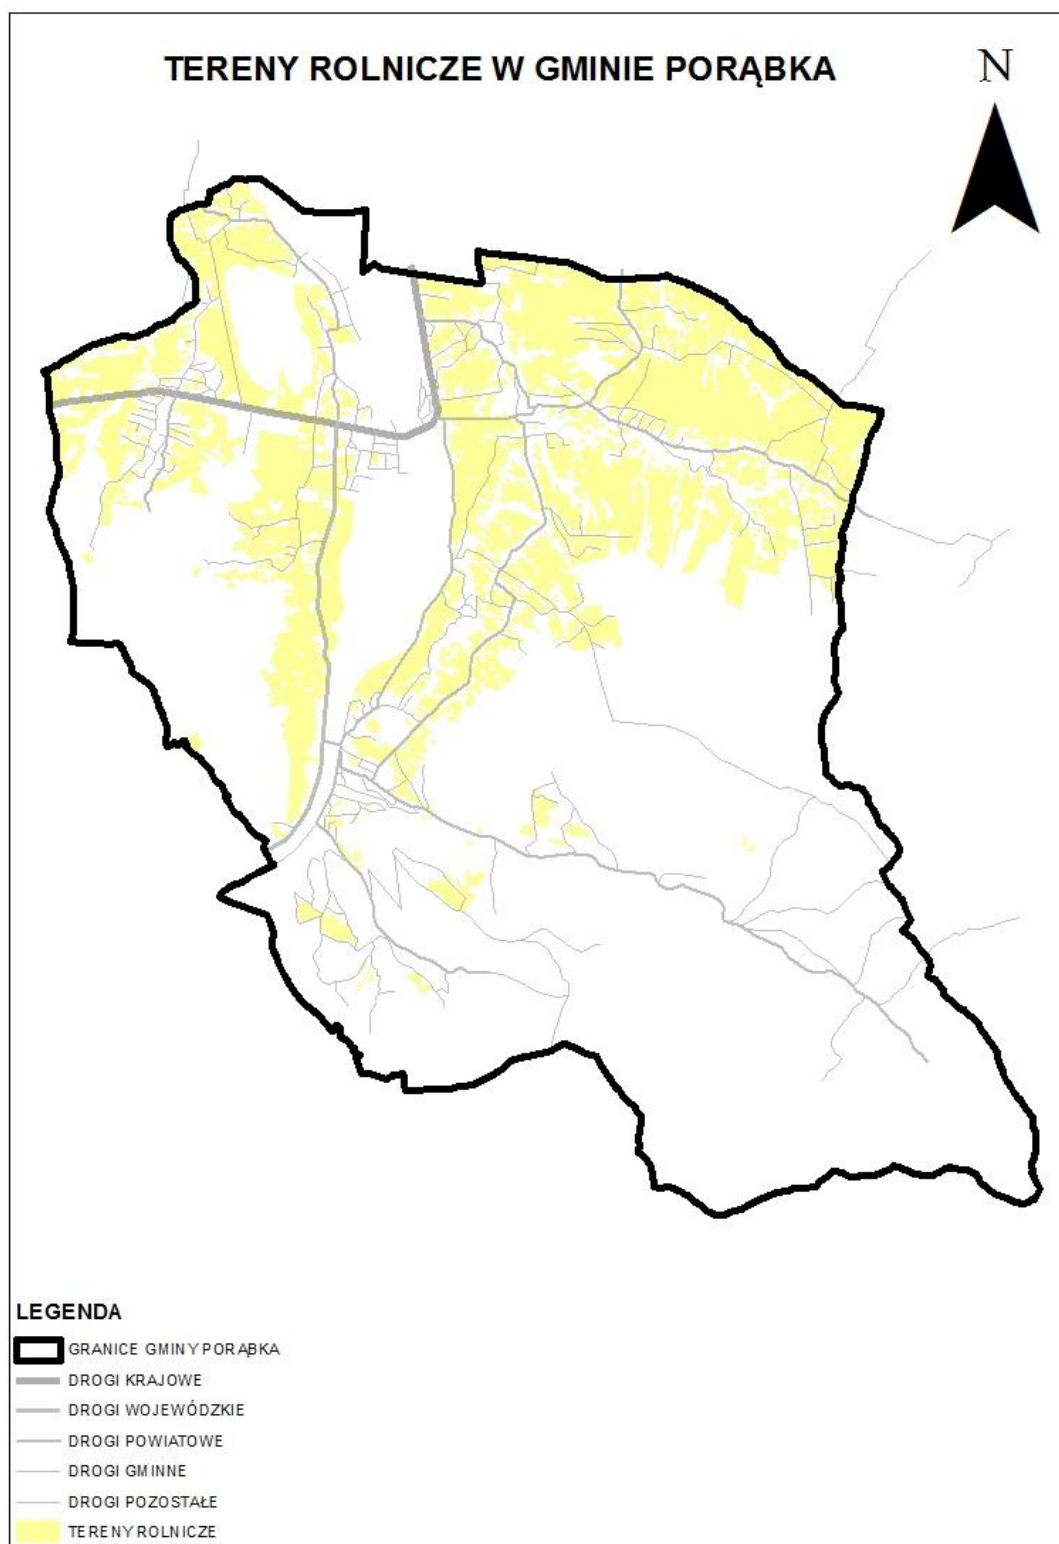 TERENY ROLNICZE W GMINIE PORĄBKA
N
LEGENDA
GRANICE GMINY PORĄBKA
DROGI KRAJOWE
DROGI WOJEWÓDZKIE
DROGI POWIATOWE
DROGI GMINNE
DROGI POZOSTAŁE
TERENY ROLNICZE